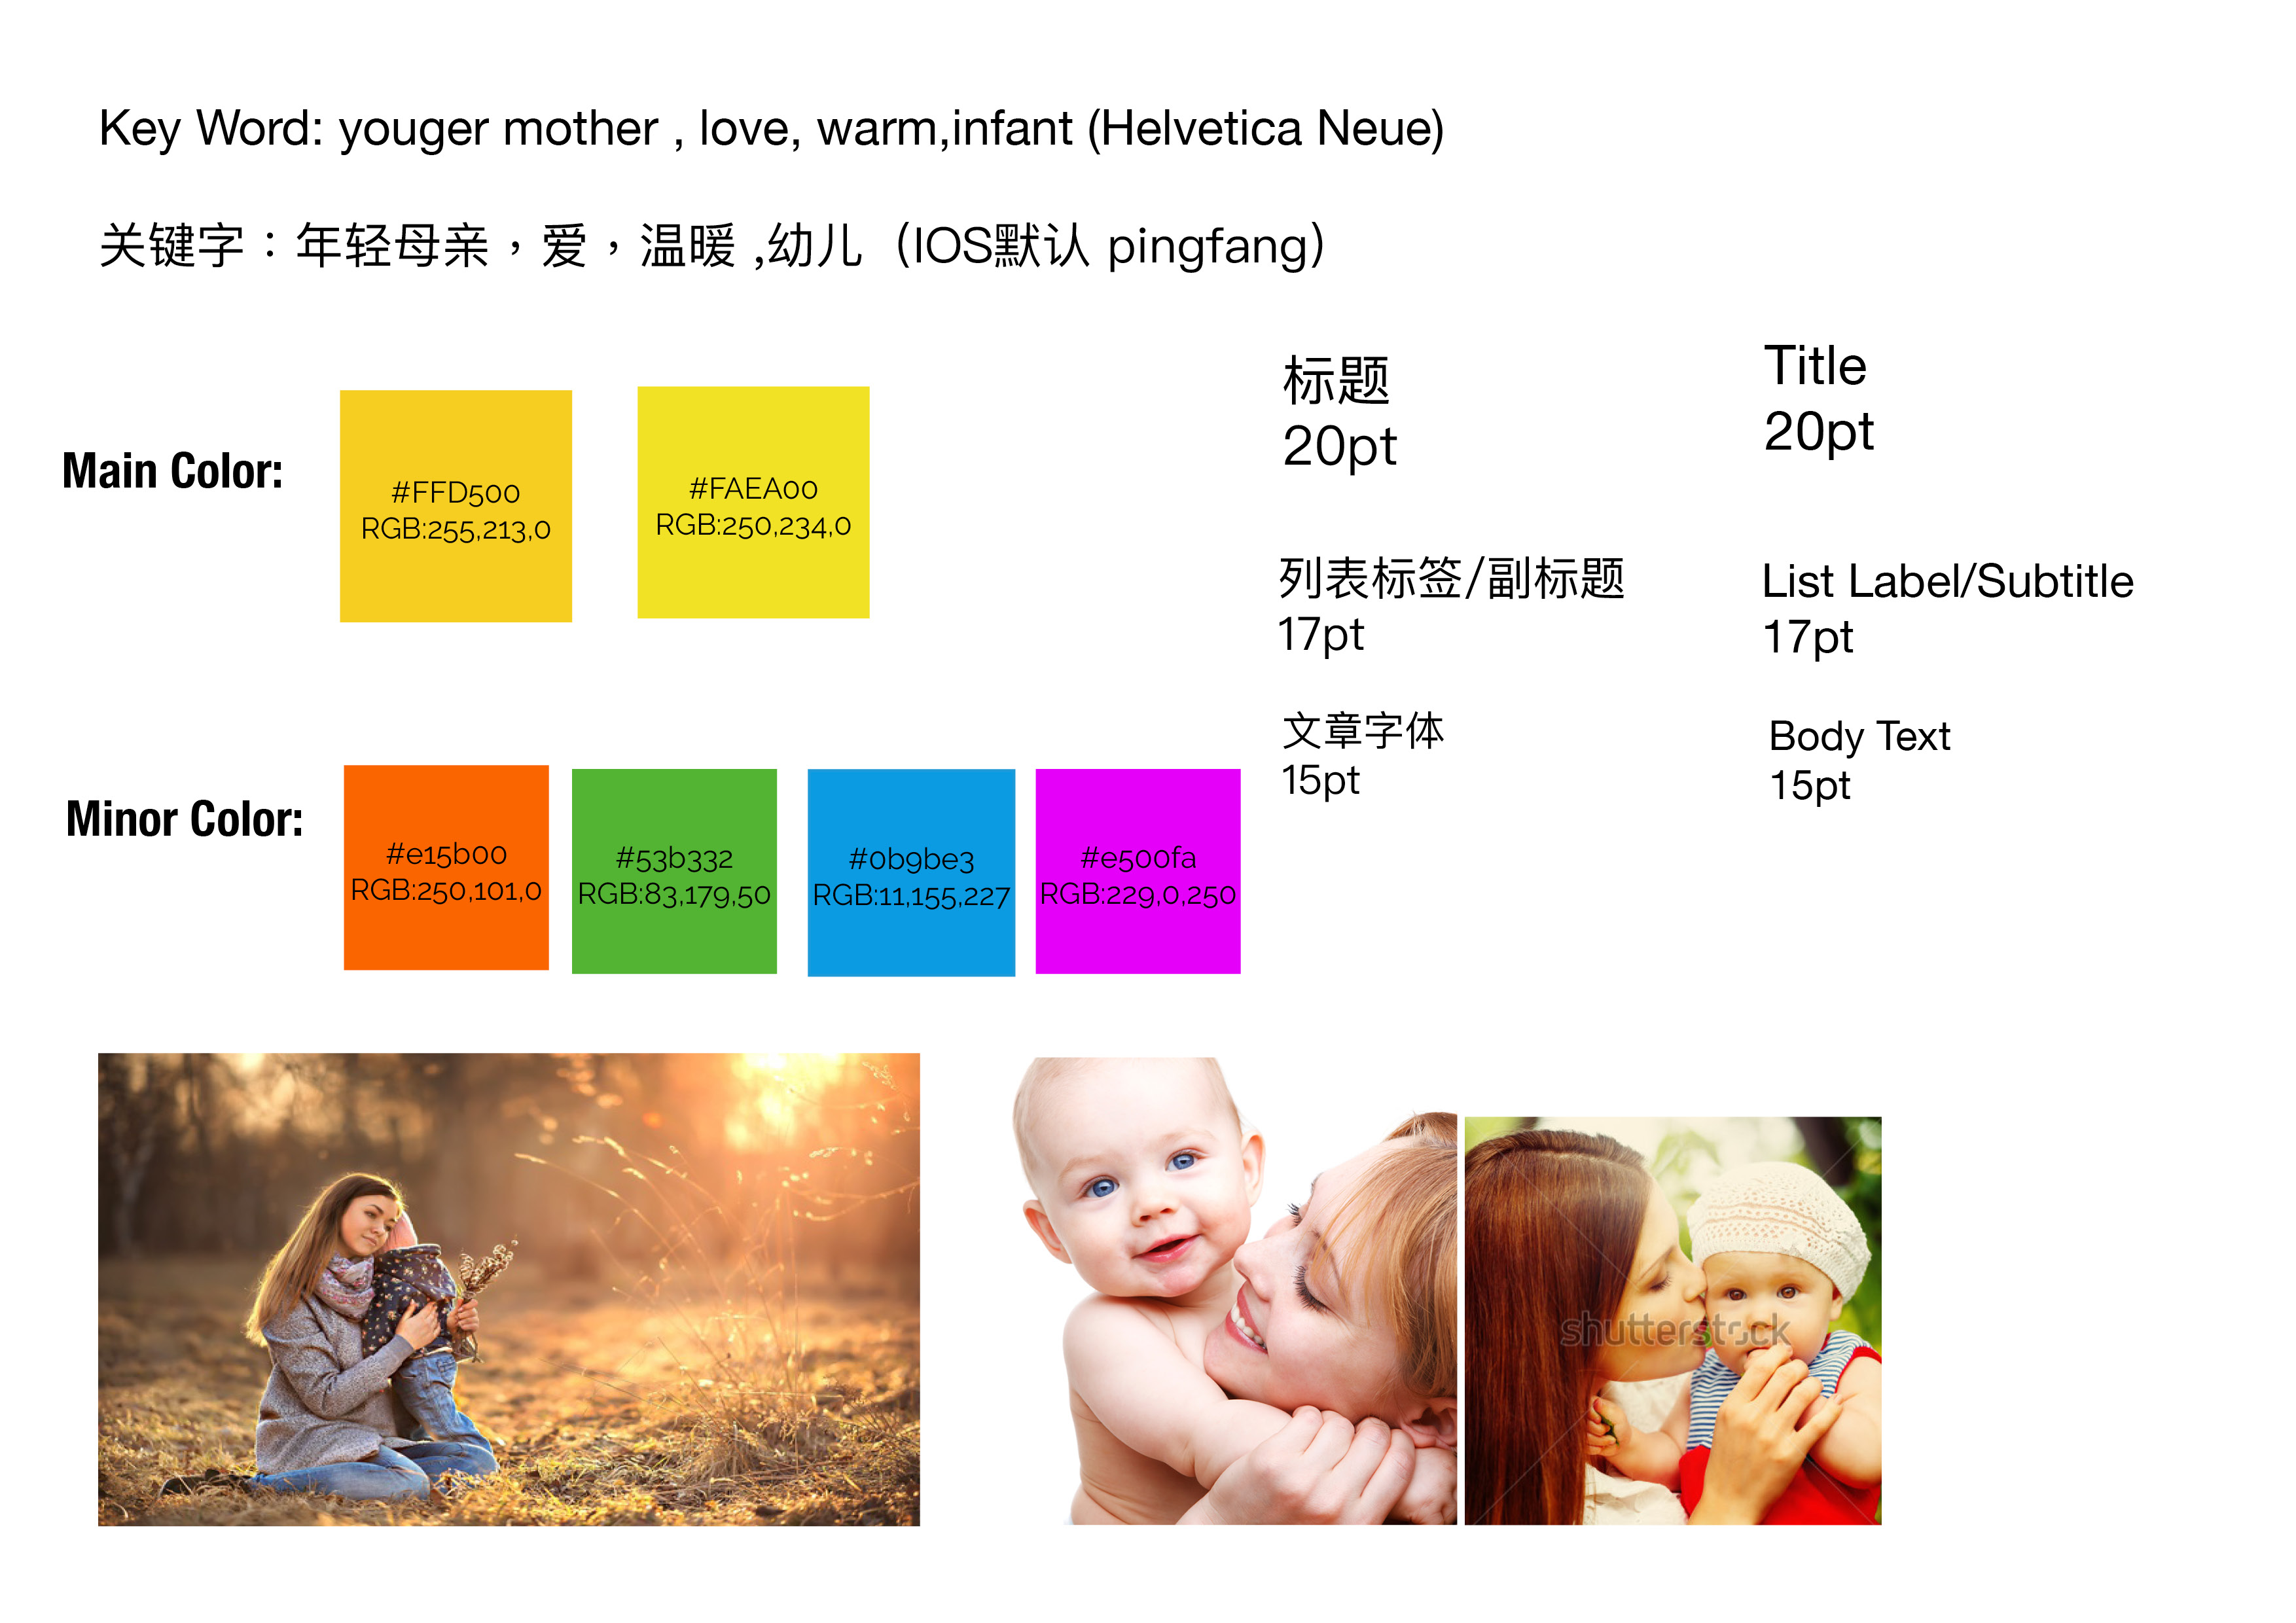 Key Word: youger mother , love, warm,infant (Helvetica Neue)
关键字：年轻母亲，爱，温暖 ,幼儿（IOS默认 pingfang）
Main Color:
#FFD500
RGB:255,213,0
#FAEA00
RGB:250,234,0
标题
20pt
Title
20pt
列表标签/副标题
17pt
List Label/Subtitle
17pt
文章字体
15pt
Body Text
15pt
Minor Color:
#e15b00
RGB:250,101,0
#53b332
RGB:83,179,50
#0b9be3
RGB:11,155,227
#e500fa
RGB:229,0,250
shutterstock